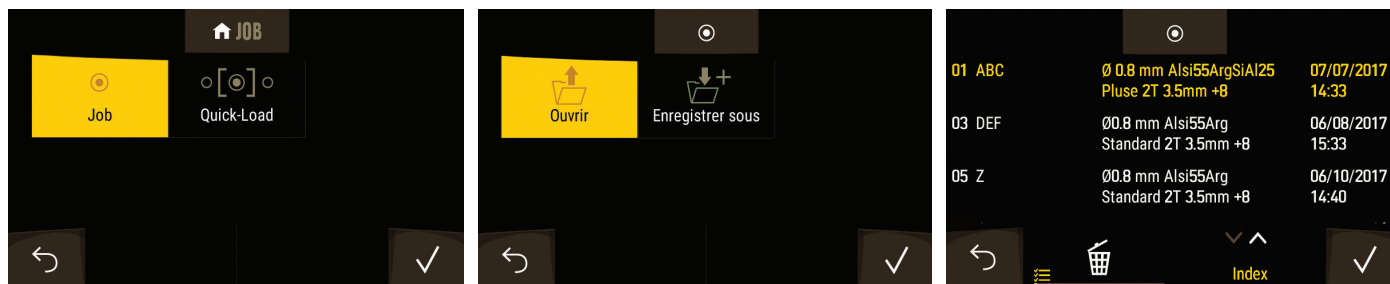 JOB
Job
Quick-Load
Ouvrir
Enregistrer sous
01 ABC Ø 0.8 mm Alsi55ArgSiAl25 07/07/2017
Pluse 2T 3.5mm +8 14:33
03 DEF Ø0.8 mm Alsi55Arg 06/08/2017
Standard 2T 3.5mm +8 15:33
05 Z Ø0.8 mm Alsi55Arg 06/10/2017
Standard 2T 3.5mm +8 14:40
Index